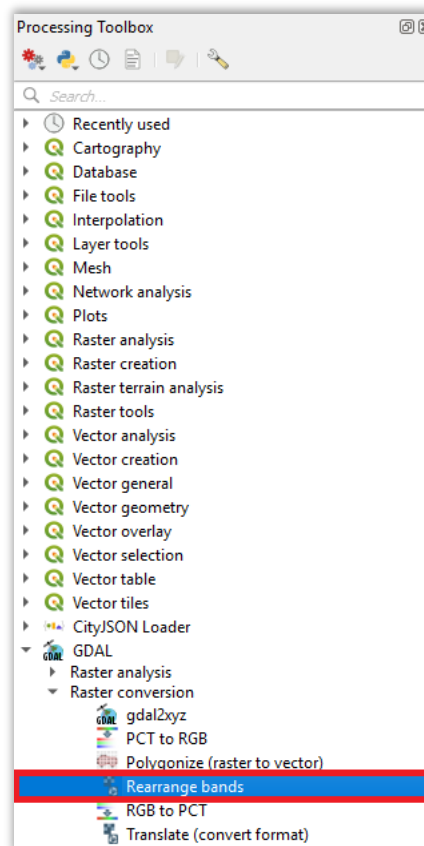 Processing Toolbox
Search...
Recently used
Cartography
Database
File tools
Interpolation
Layer tools
Mesh
Network analysis
Plots
Raster analysis
Raster creation
Raster terrain analysis
Raster tools
Vector analysis
Vector creation
Vector general
Vector geometry
Vector overlay
Vector selection
Vector table
Vector tiles
CityJSON Loader
GDAL GDAL
Raster analysis
Raster conversion
GDAL gdal2xyz
PCT to RGB
Polygonize (raster to vector)
Rearrange bands
RGB to PCT
Translate (convert format)